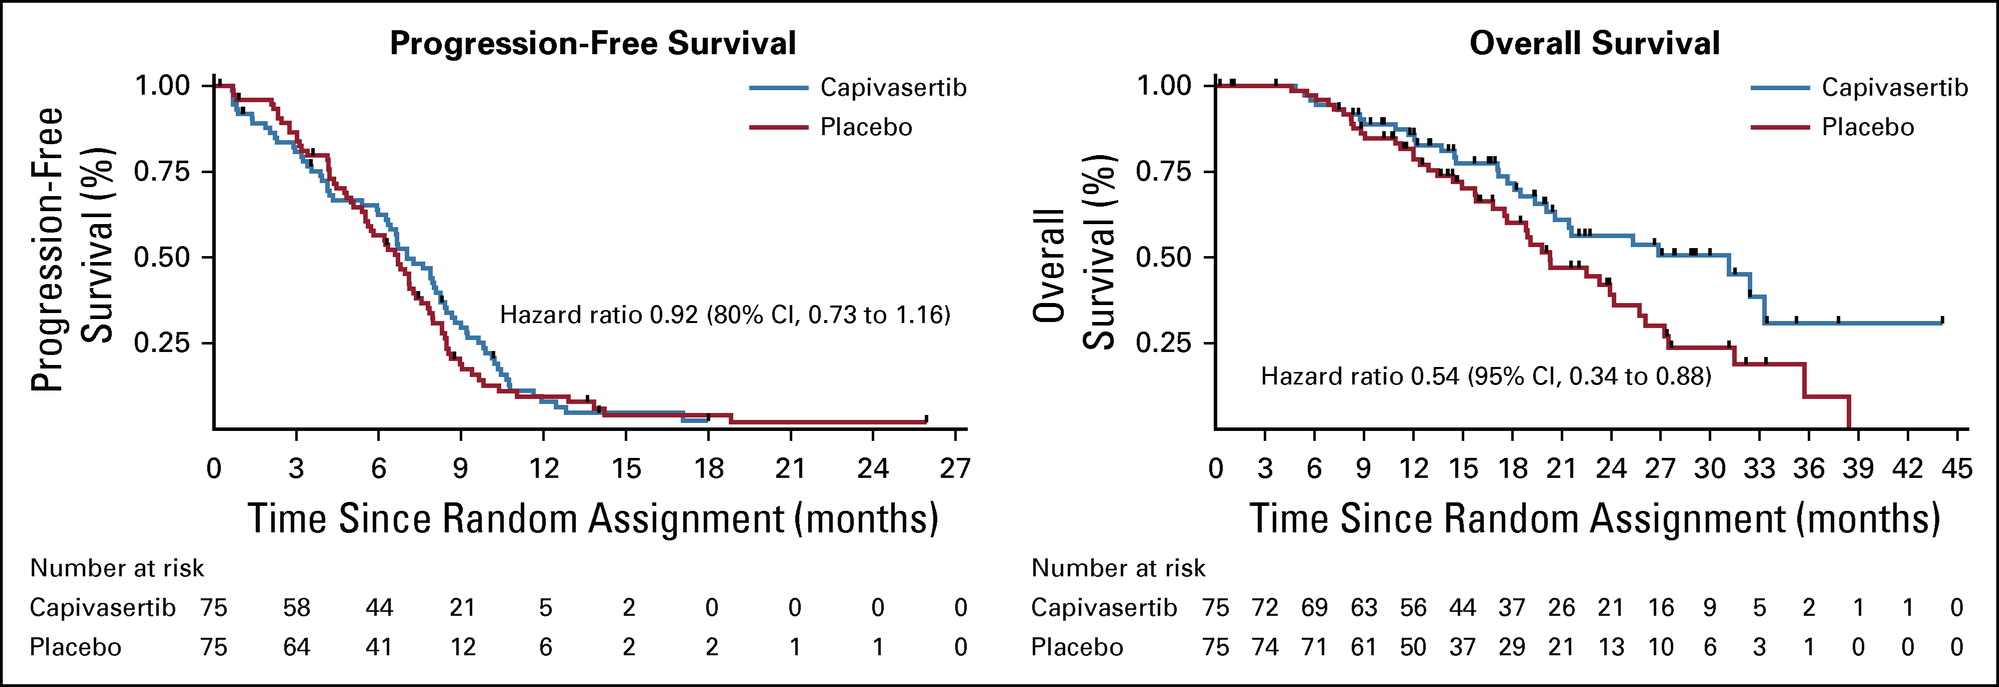 Progression-Free Survival
Progression-Free
Survival (%)
1.00
0.75
0.50
0.25
Capivasertib
Placebo
Hazard ratio 0.92 (80% CI, 0.73 to 1.16)
0 3 6 9 12 15 18 21 24 27
Time Since Random Assignment (months)
Number at risk
Capivasertib 75 58 44 21 5 2 0 0 0 0
Placebo 75 64 41 12 6 2 2 1 1 0
Overall Survival
Overall
Survival (%)
1.00
0.75
0.50
0.25
Capivasertib
Placebo
Hazard ratio 0.54 (95% CI, 0.34 to 0.88)
0 3 6 9 12 15 18 21 24 27 30 33 36 39 42 45
Time Since Random Assignment (months)
Number at risk
Capivasertib 75 72 69 63 56 44 37 26 21 16 9 5 2 1 1 0
Placebo 75 74 71 61 50 37 29 21 13 10 6 3 1 0 0 0